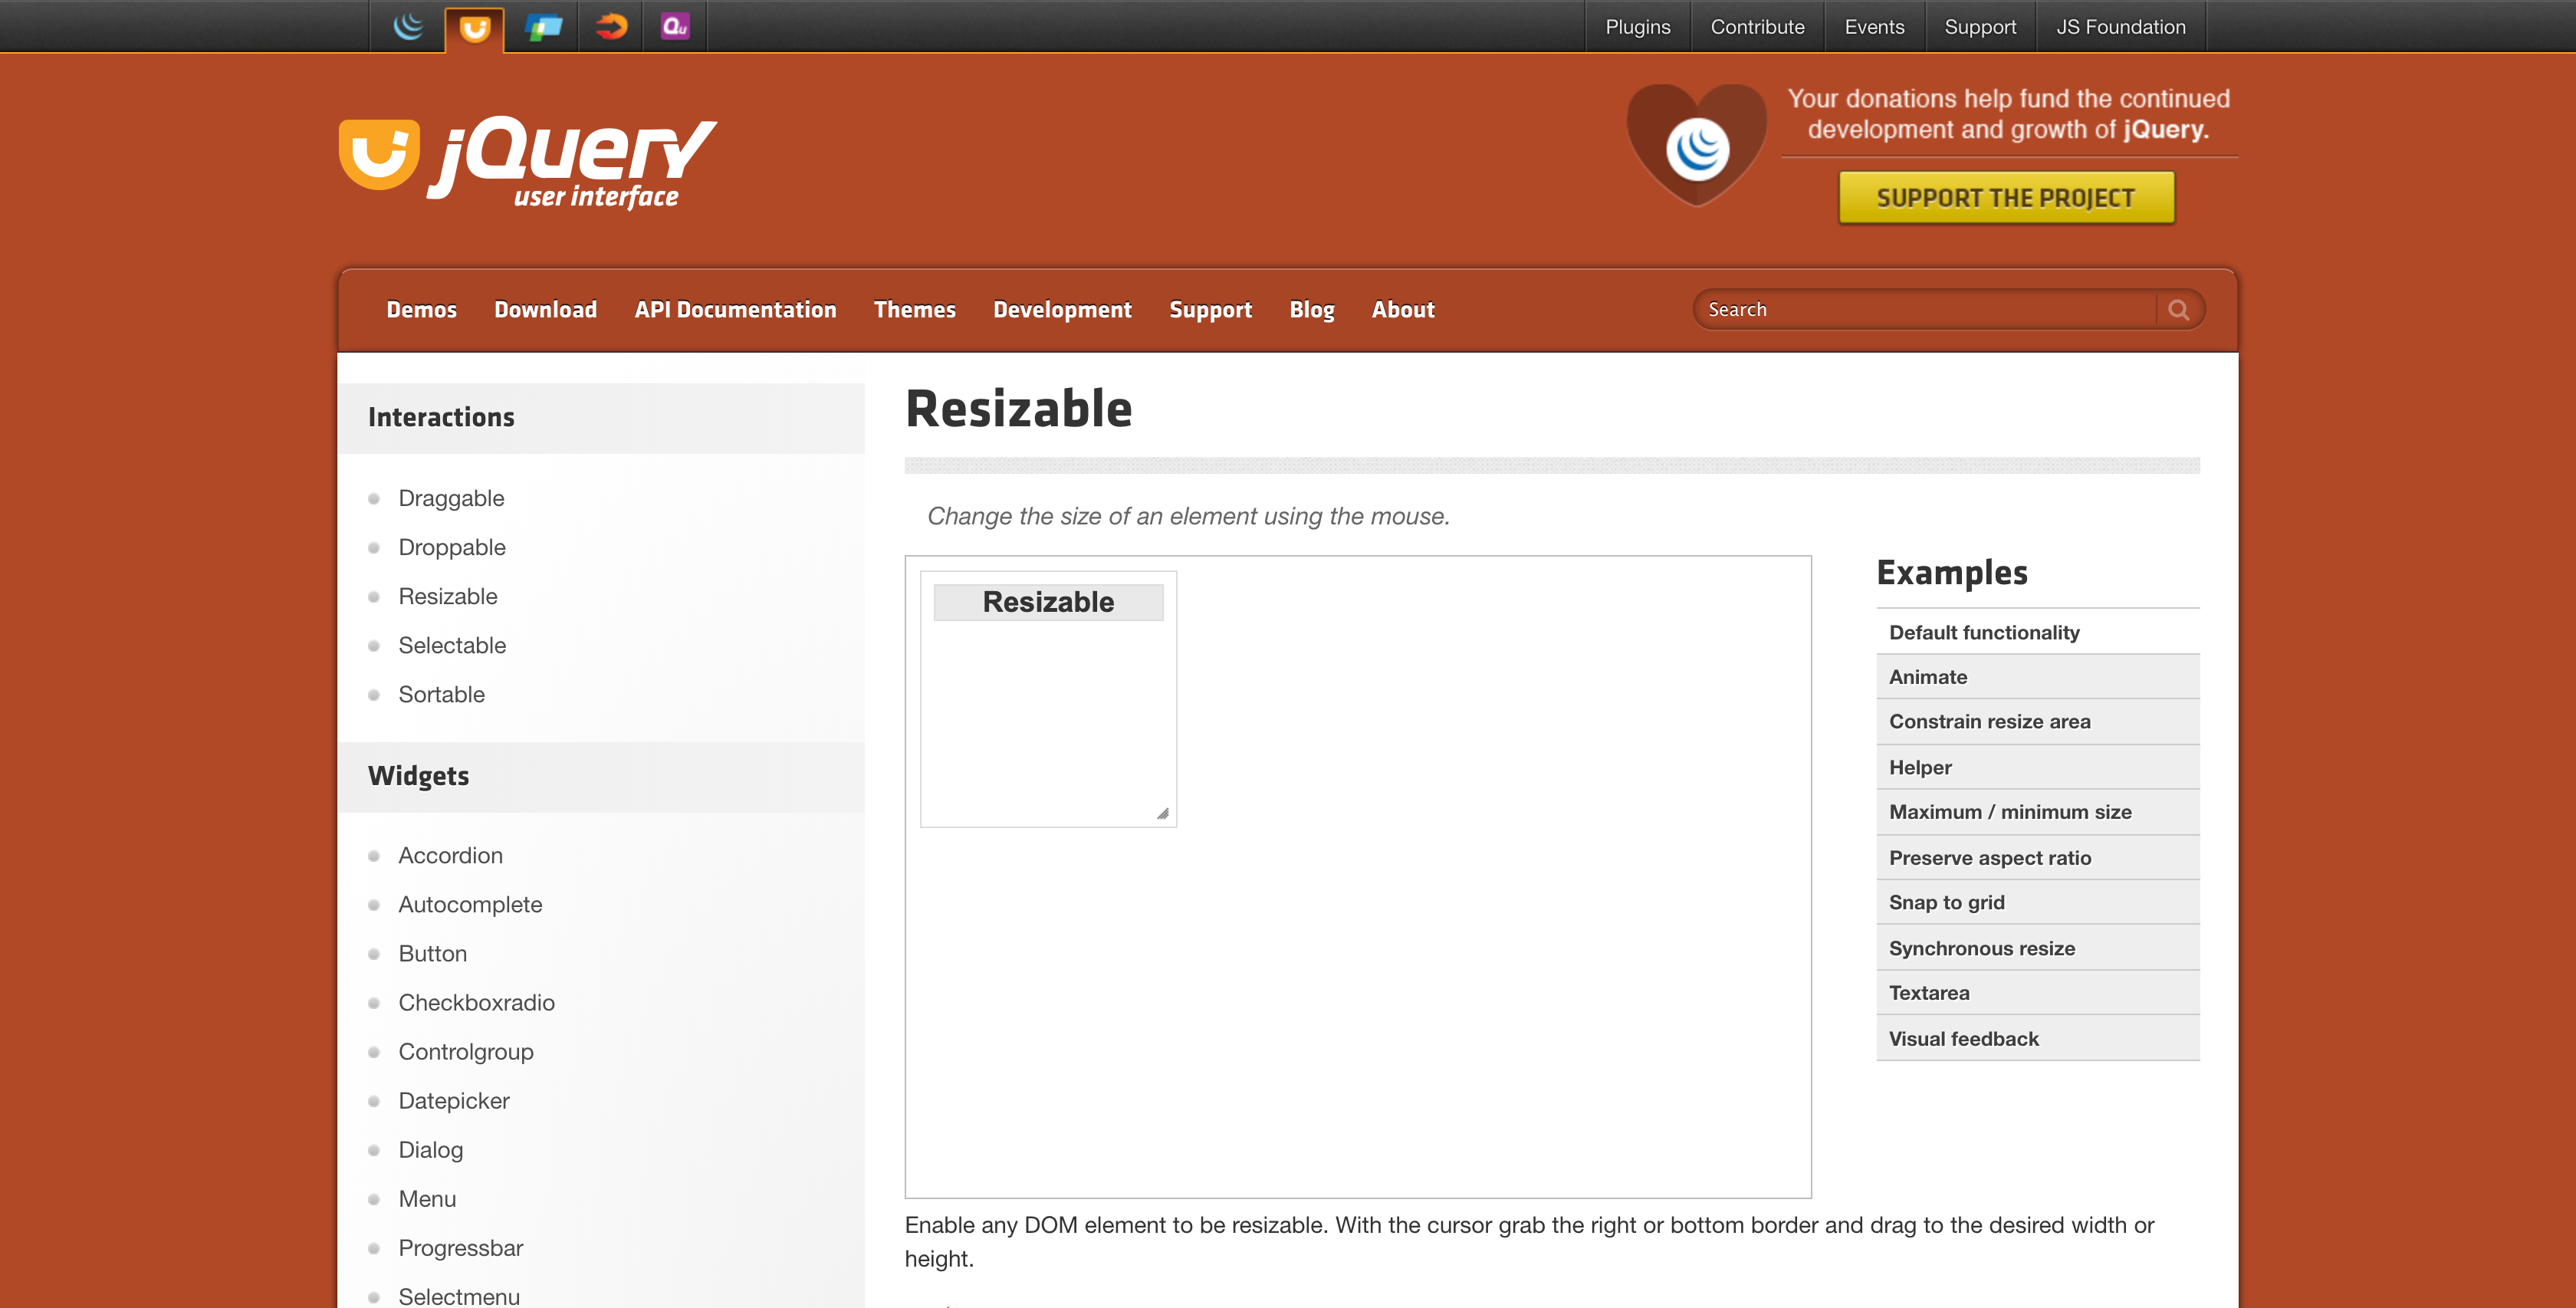 Qu
Plugins
Contribute
Events
Support
JS Foundation
jQuery
user interface
Your donations help fund the continued
development and growth of jQuery.
SUPPORT THE PROJECT
Demos
Download
API Documentation
Themes
Development
Support
Blog
About
Search
Interactions
Draggable
Droppable
Resizable
Selectable
Sortable
Widgets
Accordion
Autocomplete
Button
Checkboxradio
Controlgroup
Datepicker
Dialog
Menu
Progressbar
Selectmenu
Resizable
Change the size of an element using the mouse.
Resizable
Examples
Default functionality
Animate
Constrain resize area
Helper
Maximum / minimum size
Preserve aspect ratio
Snap to grid
Synchronous resize
Textarea
Visual feedback
Enable any DOM element to be resizable. With the cursor grab the right or bottom border and drag to the desired width or
height.